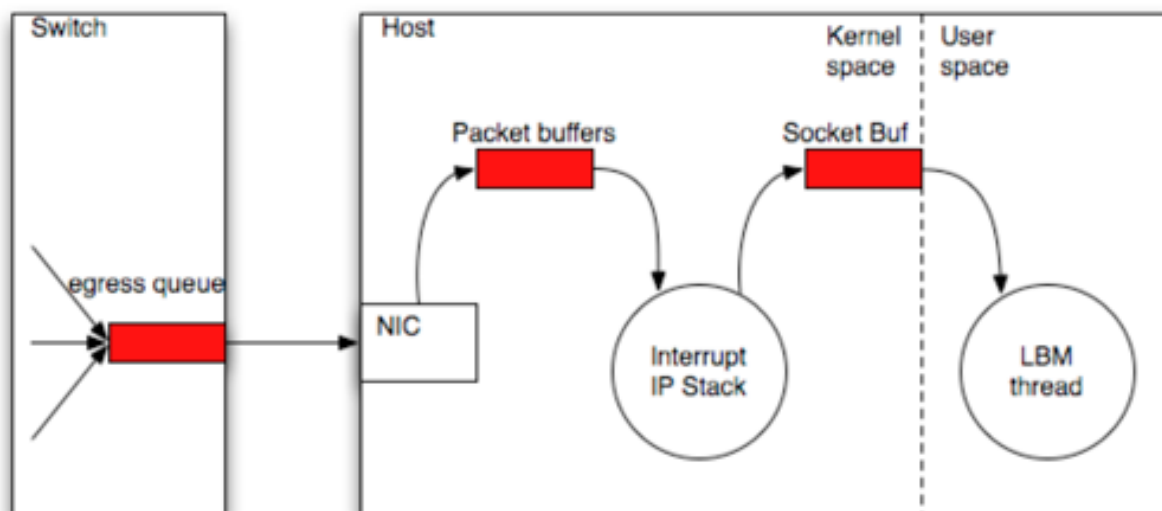 Switch
Host
Kernel
space
User
space
Packet buffers
Socket Buf
egress queue
NIC
Interrupt
IP Stack
LBM
thread